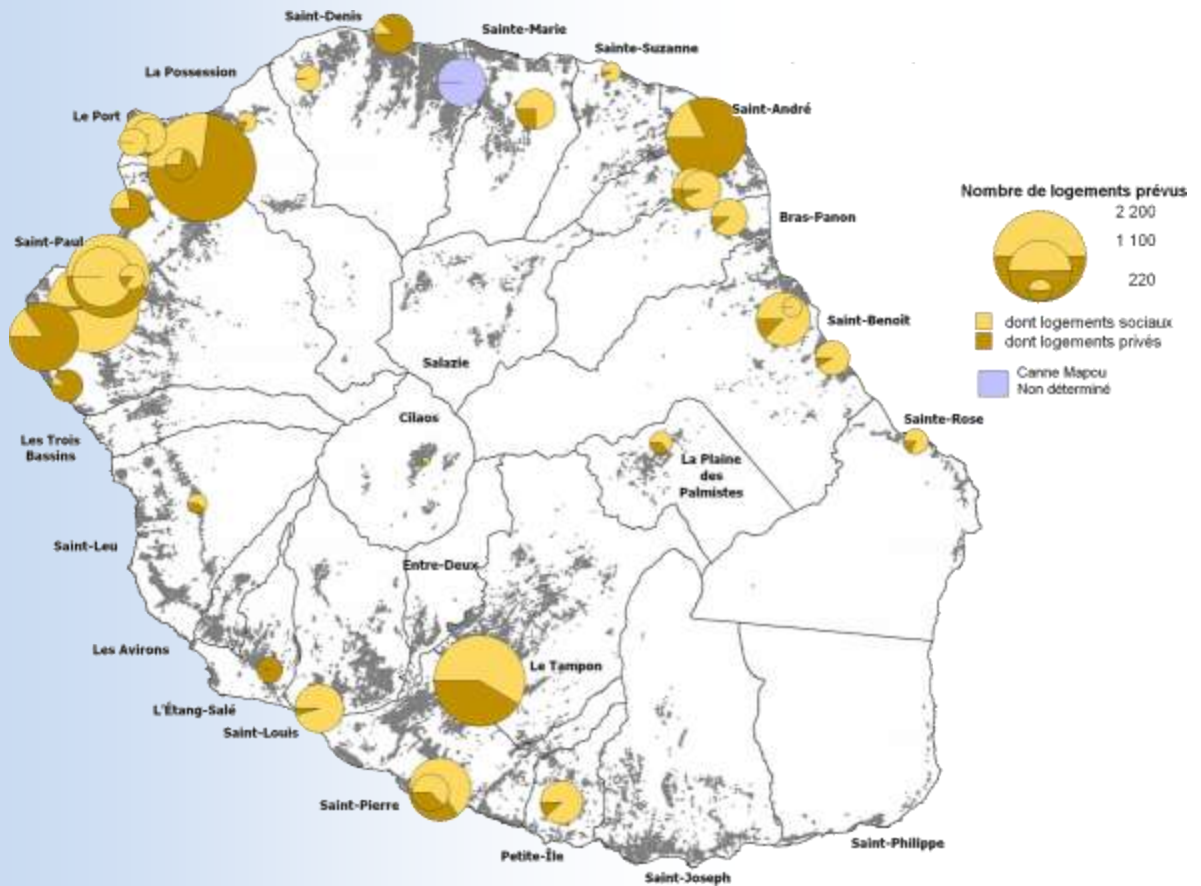 Saint-Denis
Sainte-Marie
Sainte-Suzanne
La Possession
Le Port
Saint-André
Nombre de logements prévus
2 200
1 100
220
dont logements sociaux
dont logements privés
Canne Mapou
Non déterminé
Bras-Panon
Saint-Paul
Saint-Benoît
Salazie
Cilaos
Sainte-Rose
Les Trois
Bassins
La Plaine
des
Palmistes
Saint-Leu
Entre-Deux
Les Avirons
Le Tampon
L'Étang-Salé
Saint-Louis
Saint-Pierre
Petite-Île
Saint-Philippe
Saint-Joseph